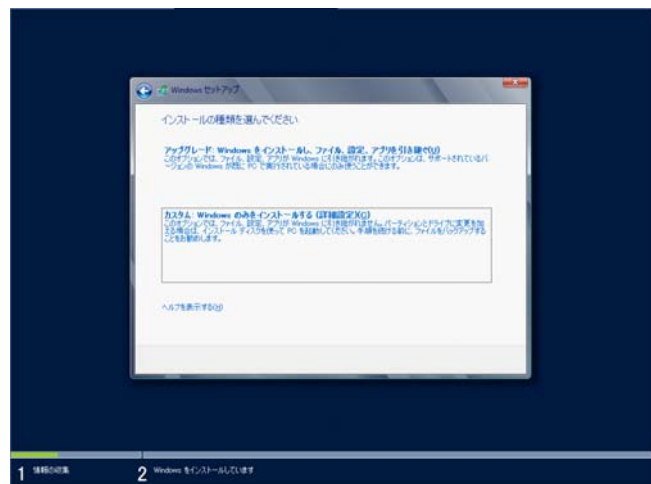 Windows セットアップ
インストールの種類を選んでください
アップグレード: Windows をインストールし、ファイル、設定、アプリを引き継ぐ(U)
このオプションでは、ファイル、設定、アプリが Windows に引き継がれます。このオプションは、サポートされているバ
ージョンの Windows が既に PC で実行されている場合にのみ使うことができます。
カスタム: Windows のみをインストールする (詳細設定)(C)
このオプションでは、ファイル、設定、アプリが Windows に引き継がれません。パーティションとドライブに変更を加
える場合は、インストール ディスクを使って PC を起動してください。手順を続ける前に、ファイルをバックアップする
ことをお勧めします。
ヘルプを表示する(H)
1 情報の収集
2 Windows をインストールしています